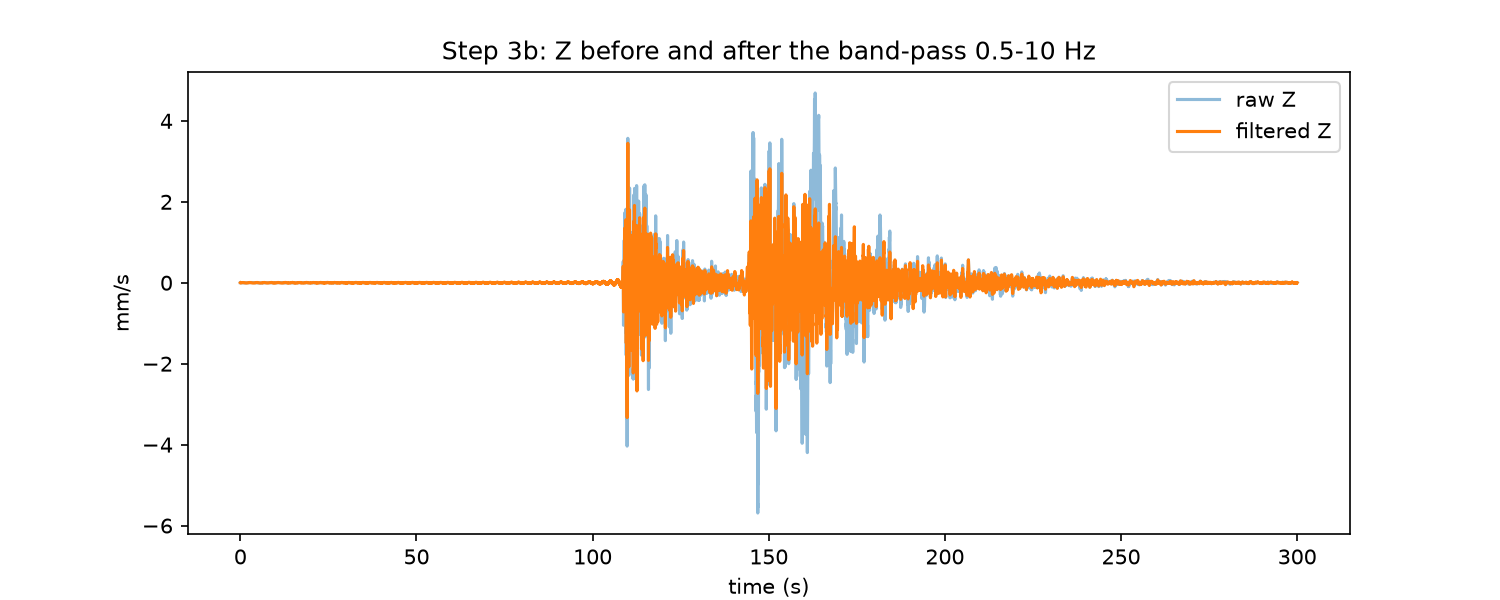 Step 3b: Z before and after the band-pass 0.5-10 Hz
raw Z
filtered Z
4
2
0
−2
−4
−6
mm/s
0 50 100 150 200 250 300
time (s)